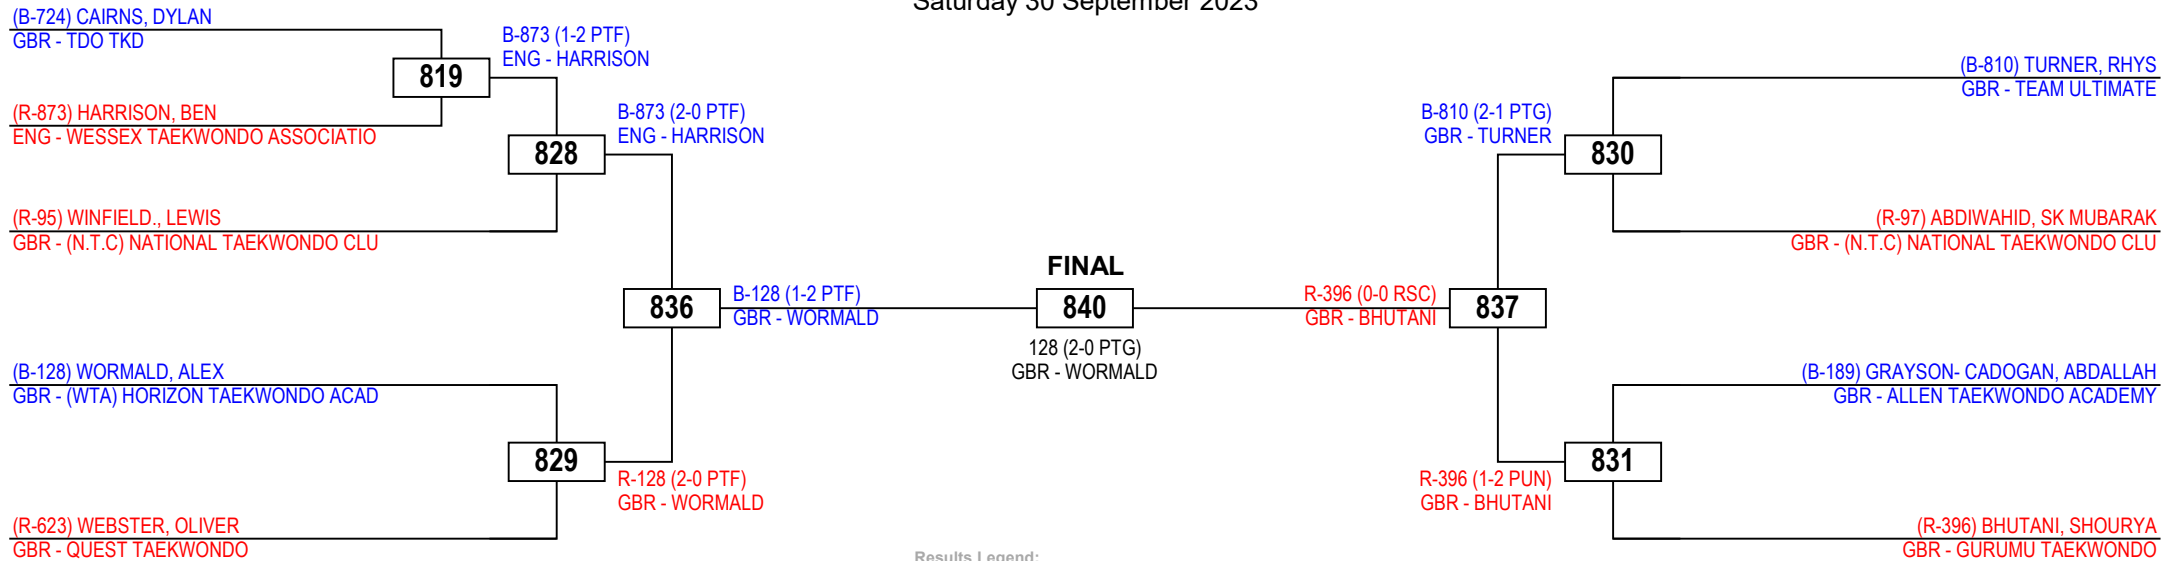 Saturday 30 September 2023
(B-724) CAIRNS, DYLAN
GBR - TDO TKD
819
B-873 (1-2 PTF)
ENG - HARRISON
(R-873) HARRISON, BEN
ENG - WESSEX TAEKWONDO ASSOCIATIO
828
B-873 (2-0 PTF)
ENG - HARRISON
(R-95) WINFIELD., LEWIS
GBR - (N.T.C) NATIONAL TAEKWONDO CLU
836
B-128 (1-2 PTF)
GBR - WORMALD
(B-128) WORMALD, ALEX
GBR - (WTA) HORIZON TAEKWONDO ACAD
829
R-128 (2-0 PTF)
GBR - WORMALD
(R-623) WEBSTER, OLIVER
GBR - QUEST TAEKWONDO
FINAL
840
128 (2-0 PTG)
GBR - WORMALD
(B-810) TURNER, RHYS
GBR - TEAM ULTIMATE
B-810 (2-1 PTG)
GBR - TURNER
830
(R-97) ABDIWAHID, SK MUBARAK
GBR - (N.T.C) NATIONAL TAEKWONDO CLU
R-396 (0-0 RSC)
GBR - BHUTANI
837
(B-189) GRAYSON- CADOGAN, ABDALLAH
GBR - ALLEN TAEKWONDO ACADEMY
831
R-396 (1-2 PUN)
GBR - BHUTANI
(R-396) BHUTANI, SHOURYA
GBR - GURUMU TAEKWONDO
Results Legend: